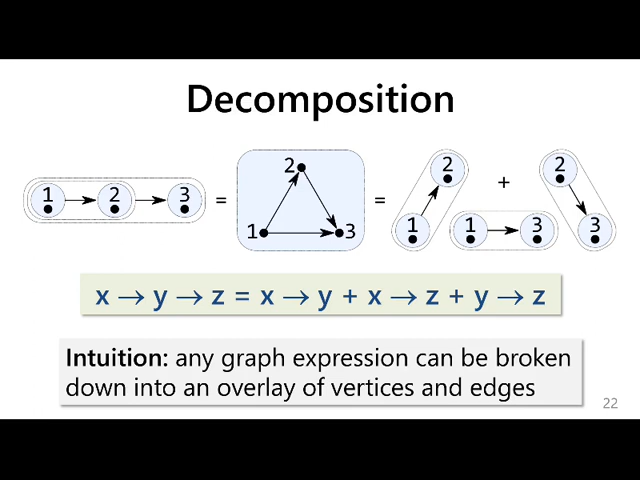 Decomposition
1 2 3 = 2 1 3 = 2 1 + 1 3 2 3
x → y → z = x → y + x → z + y → z
Intuition: any graph expression can be broken
down into an overlay of vertices and edges
22